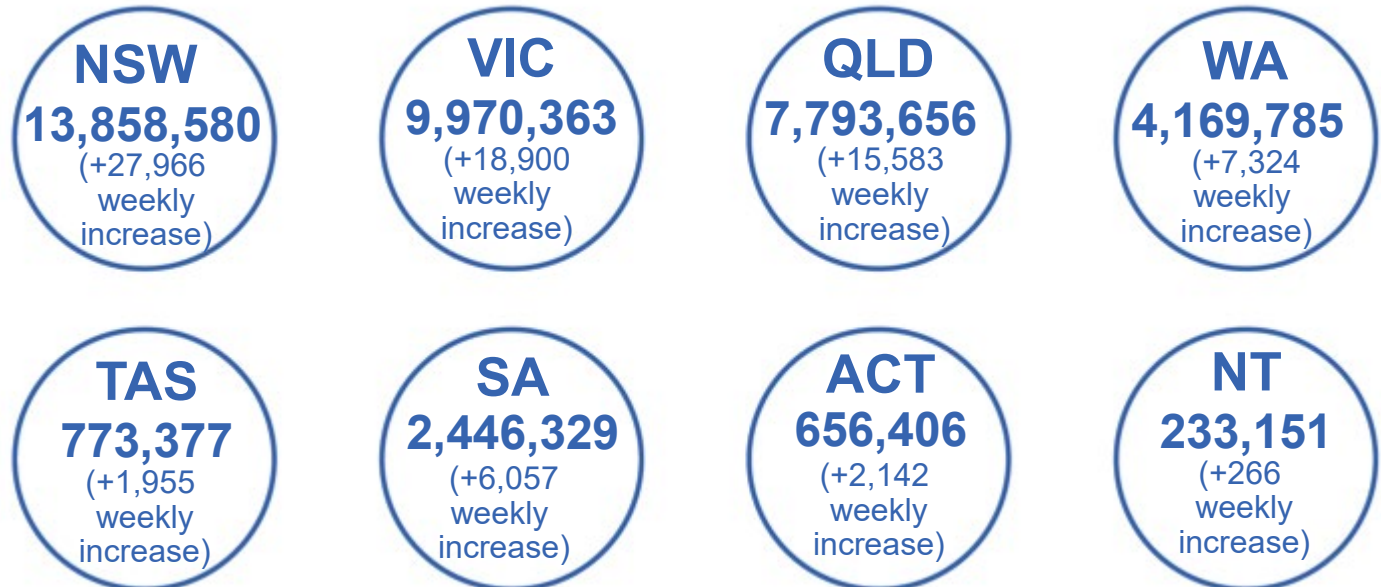 NSW
13,858,580
(+27,966
weekly
increase)
VIC
9,970,363
(+18,900
weekly
increase)
QLD
7,793,656
(+15,583
weekly
increase)
WA
4,169,785
(+7,324
weekly
increase)
TAS
773,377
(+1,955
weekly
increase)
SA
2,446,329
(+6,057
weekly
increase)
ACT
656,406
(+2,142
weekly
increase)
NT
233,151
(+266
weekly
increase)